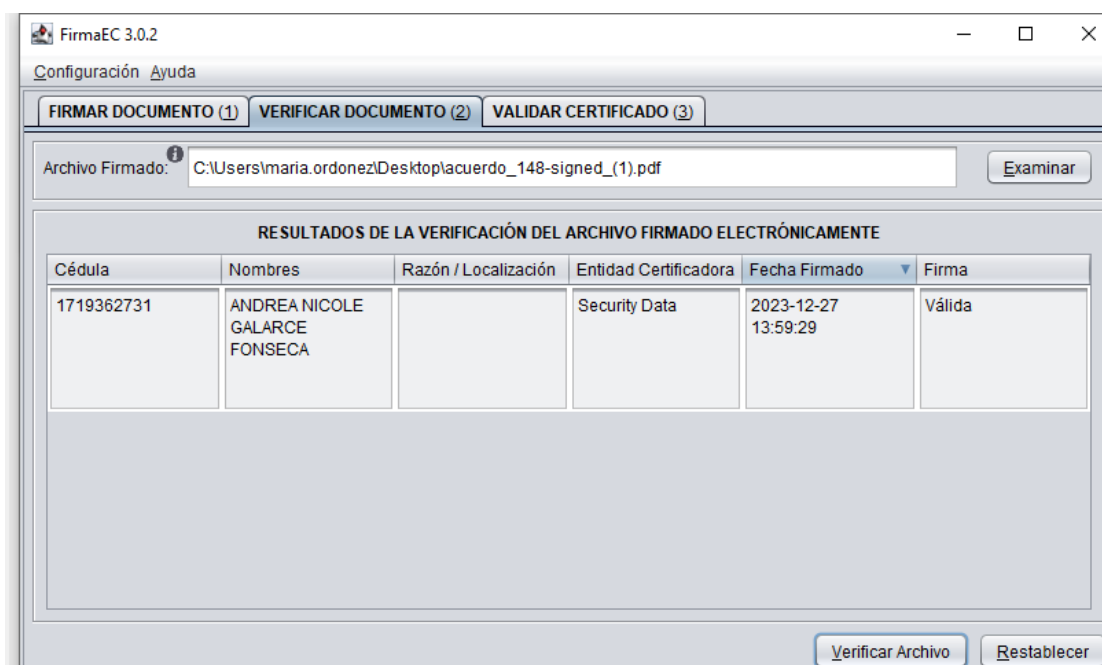 FirmaEC 3.0.2
Configuración Ayuda
FIRMAR DOCUMENTO (1) VERIFICAR DOCUMENTO (2) VALIDAR CERTIFICADO (3)
Archivo Firmado: C:\Users\maria.ordonez\Desktop\acuerdo_148-signed_(1).pdf Examinar
RESULTADOS DE LA VERIFICACIÓN DEL ARCHIVO FIRMADO ELECTRÓNICAMENTE
Cédula Nombres Razón / Localización Entidad Certificadora Fecha Firmado Firma
1719362731 ANDREA NICOLE Security Data 2023-12-27 Válida
GALARCE 13:59:29
FONSECA
Verificar Archivo Restablecer